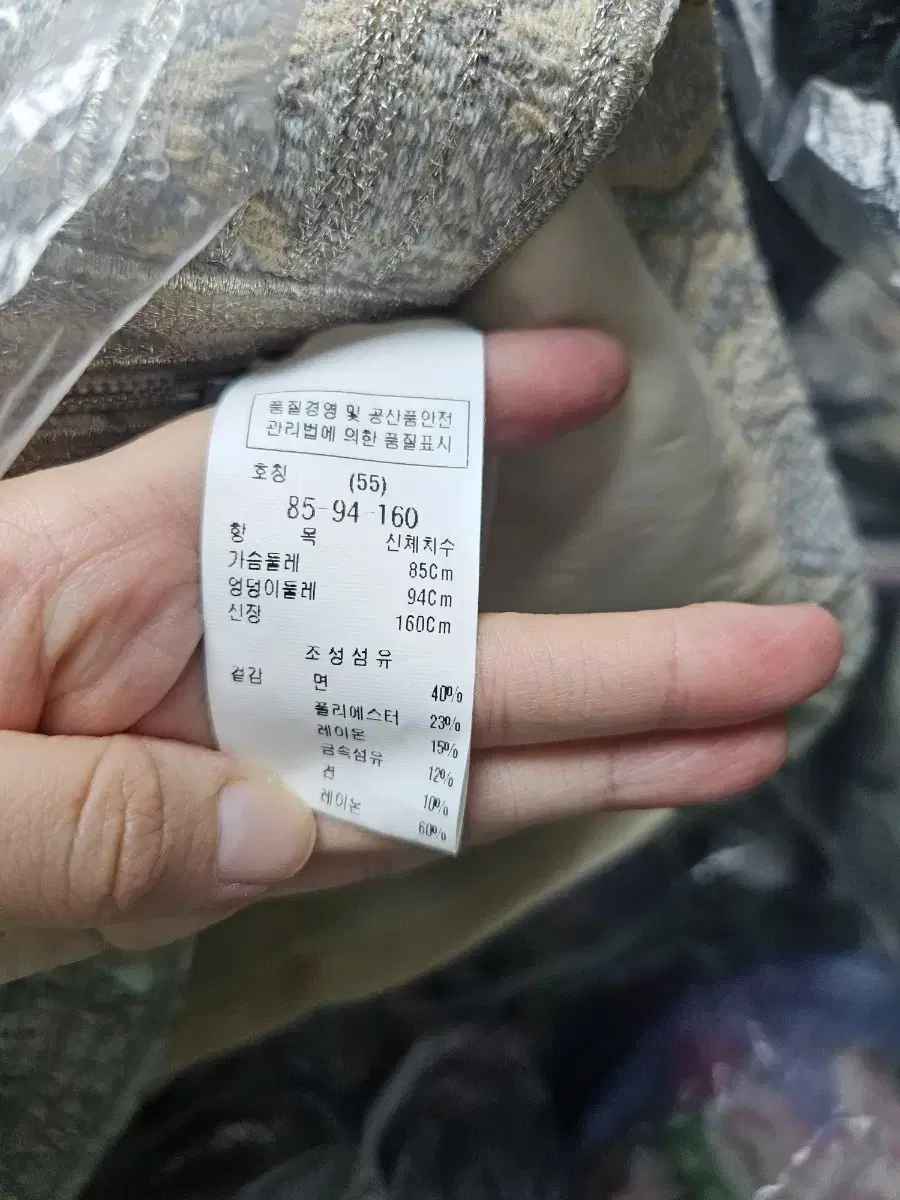 품질경영 및 공산품안전
관리법에 의한 품질표시
호칭 (55)
85-94-160
항 목 신체치수
가슴둘레 85Cm
엉덩이둘레 94Cm
신장 160Cm
조성섬유
겉감 면 40%
폴리에스터 23%
레이온 15%
금속섬유 12%
견 10%
레이온 60%